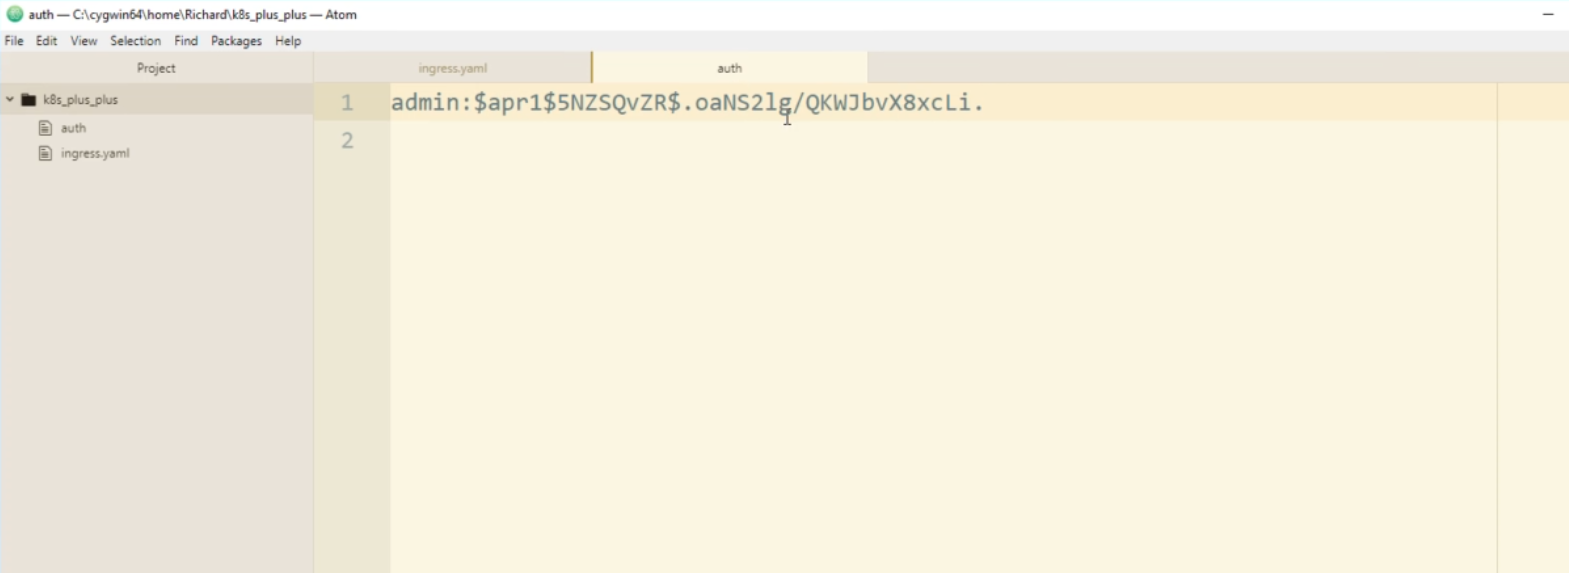 auth — C:\cygwin64\home\Richard\k8s_plus_plus — Atom
File Edit View Selection Find Packages Help
Project
ingress.yaml
auth
k8s_plus_plus
auth
ingress.yaml
1 admin:$apr1$5NZSQvZR$.oaNS2lg/QKWJbvX8xcLi.
2